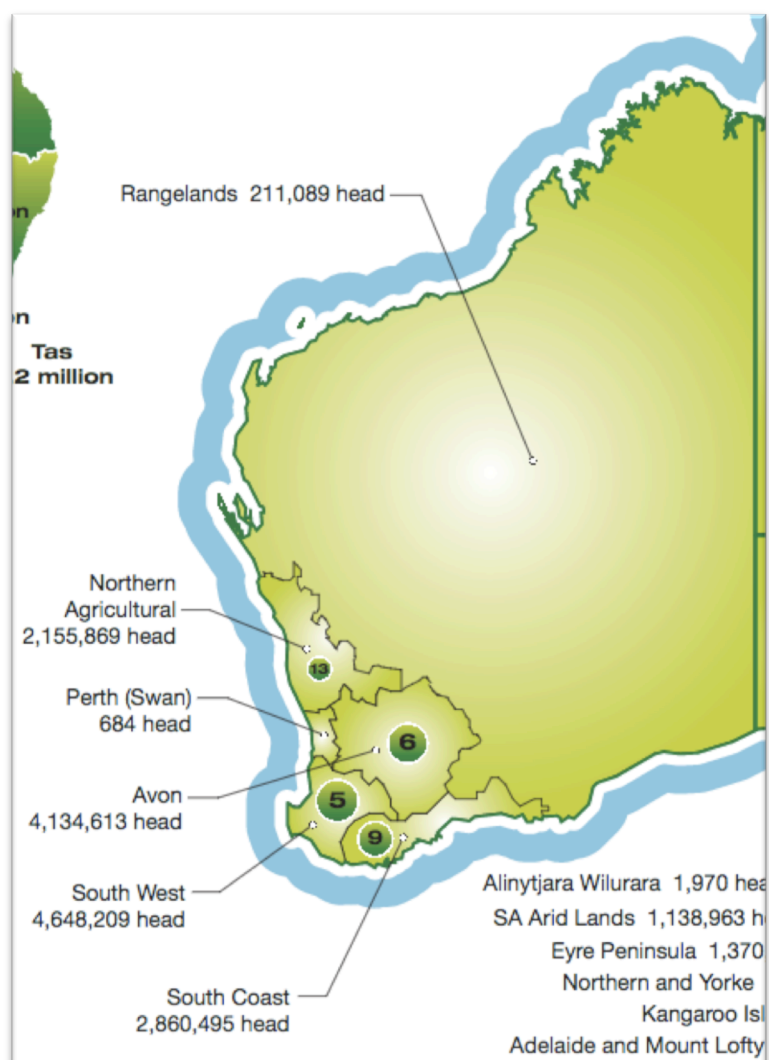 Rangelands 211,089 head
on
on
Tas
.2 million
Northern
Agricultural
2,155,869 head
13
Perth (Swan)
684 head
6
Avon
4,134,613 head
5
9
South West
4,648,209 head
South Coast
2,860,495 head
Alinytjara Wilurara 1,970 hea
SA Arid Lands 1,138,963 h
Eyre Peninsula 1,370
Northern and Yorke
Kangaroo Isl
Adelaide and Mount Lofty